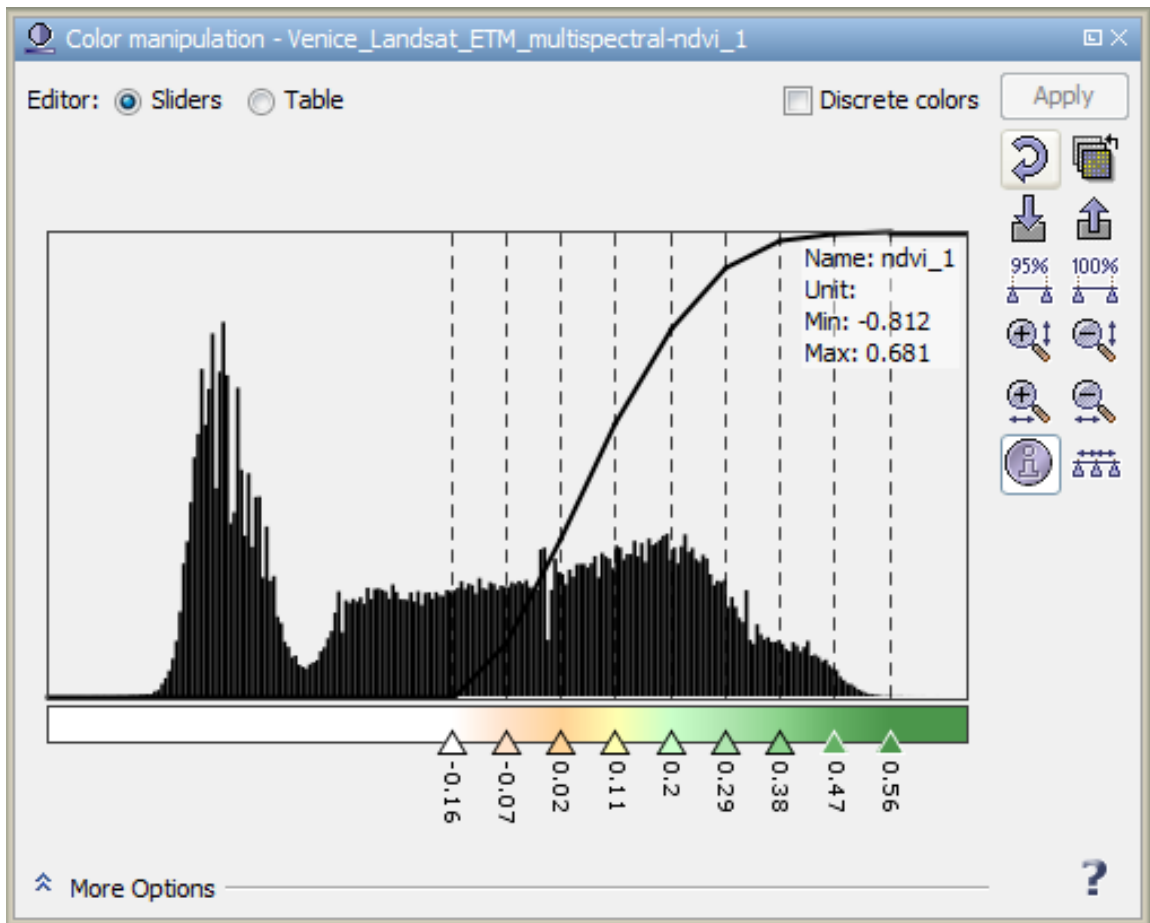 Color manipulation - Venice_Landsat_ETM_multispectral-ndvi_1
Editor: Sliders Table Discrete colors Apply
95% 100%
Name: ndvi_1
Unit:
Min: -0.812
Max: 0.681
-0.16 -0.07 0.02 0.11 0.2 0.29 0.38 0.47 0.56
More Options ?